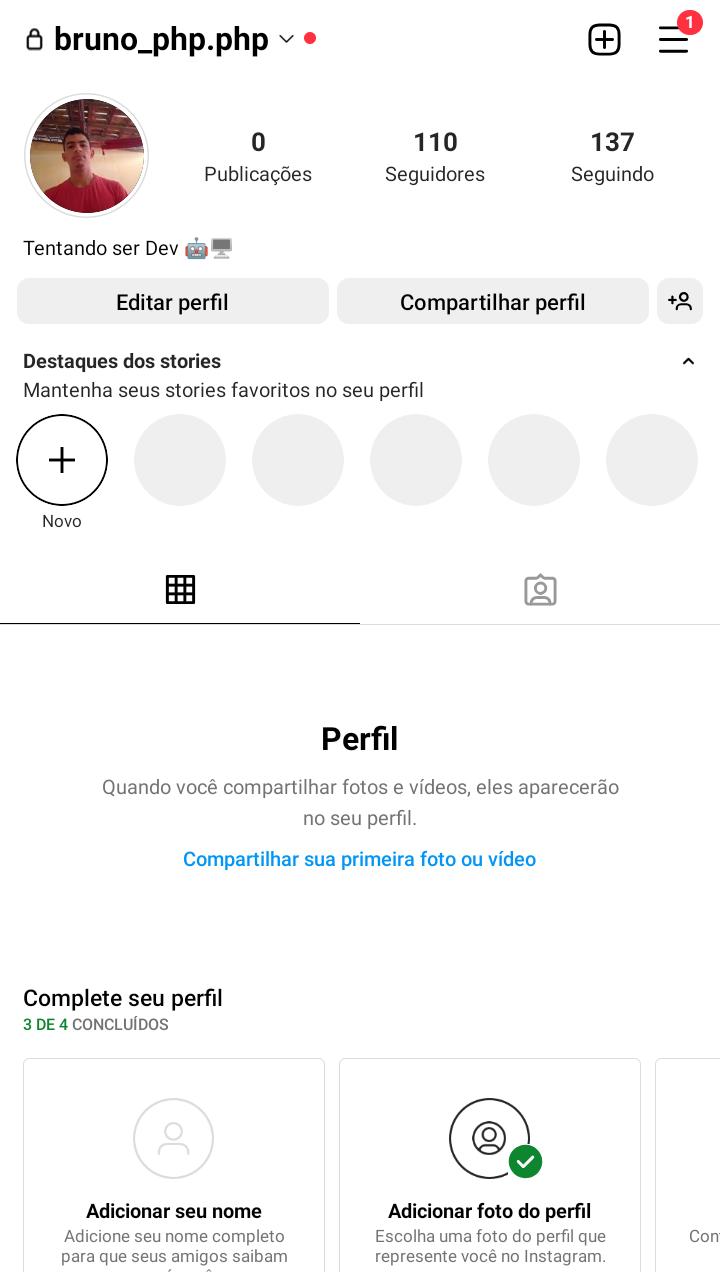 bruno_php.php
1
0
Publicações
110
Seguidores
137
Seguindo
Tentando ser Dev 🤖🖥️
Editar perfil
Compartilhar perfil
Destaques dos stories
Mantenha seus stories favoritos no seu perfil
Novo
Perfil
Quando você compartilhar fotos e vídeos, eles aparecerão
no seu perfil.
Compartilhar sua primeira foto ou vídeo
Complete seu perfil
3 DE 4 CONCLUÍDOS
Adicionar seu nome
Adicione seu nome completo
para que seus amigos saibam
Adicionar foto do perfil
Escolha uma foto do perfil que
represente você no Instagram.